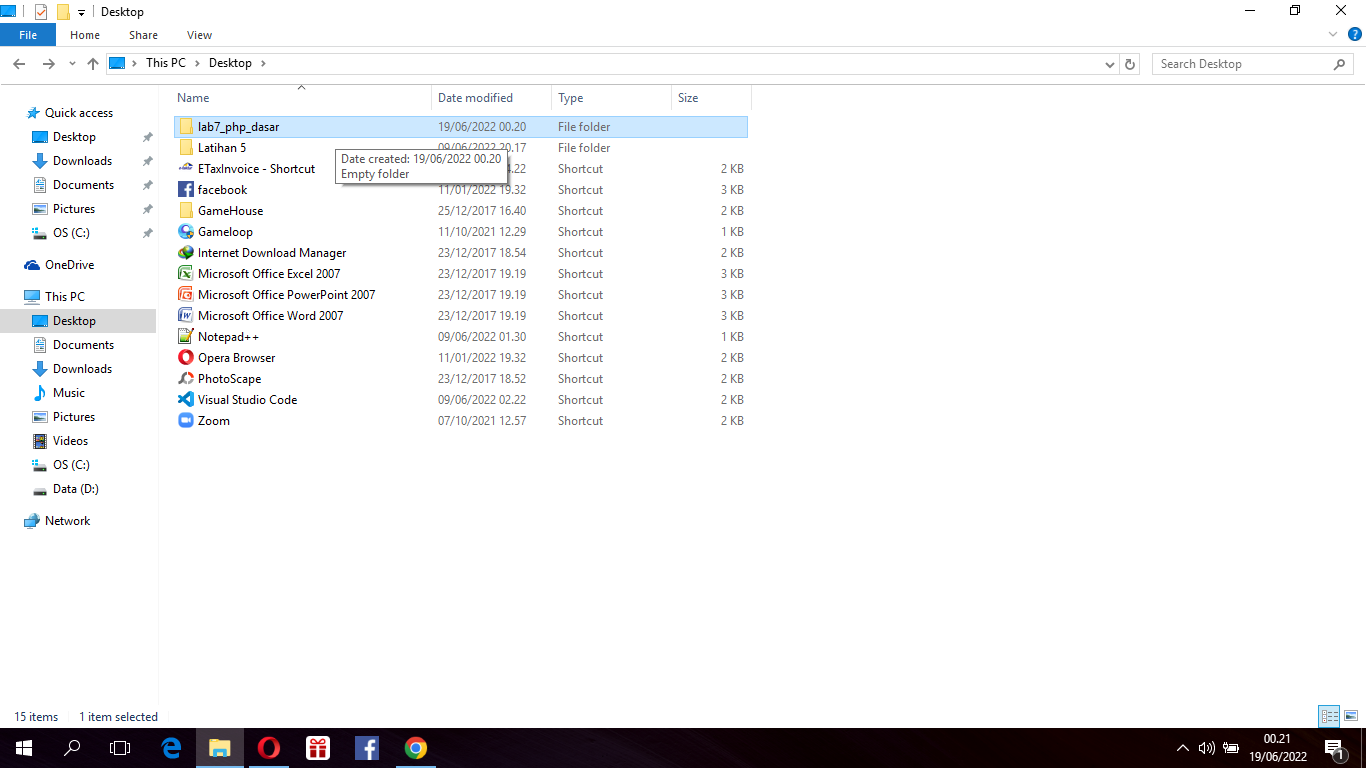 Desktop
File Home Share View
This PC Desktop Search Desktop
Name Date modified Type Size
Quick access
Desktop
Downloads
Documents
Pictures
OS (C:)
OneDrive
This PC
Desktop
Documents
Downloads
Music
Pictures
Videos
OS (C:)
Data (D:)
Network
lab7_php_dasar 19/06/2022 00.20 File folder
Latihan 5 09/06/2022 20.17 File folder
Date created: 19/06/2022 00.20
Empty folder
ETaxInvoice - Shortcut Shortcut 2 KB
facebook 11/01/2022 19.32 Shortcut 3 KB
GameHouse 25/12/2017 16.40 Shortcut 2 KB
Gameloop 11/10/2021 12.29 Shortcut 1 KB
Internet Download Manager 23/12/2017 18.54 Shortcut 2 KB
Microsoft Office Excel 2007 23/12/2017 19.19 Shortcut 3 KB
Microsoft Office PowerPoint 2007 23/12/2017 19.19 Shortcut 3 KB
Microsoft Office Word 2007 23/12/2017 19.19 Shortcut 3 KB
Notepad++ 09/06/2022 01.30 Shortcut 1 KB
Opera Browser 11/01/2022 19.32 Shortcut 2 KB
PhotoScape 23/12/2017 18.52 Shortcut 2 KB
Visual Studio Code 09/06/2022 02.22 Shortcut 2 KB
Zoom 07/10/2021 12.57 Shortcut 2 KB
15 items 1 item selected
00.21
19/06/2022
1